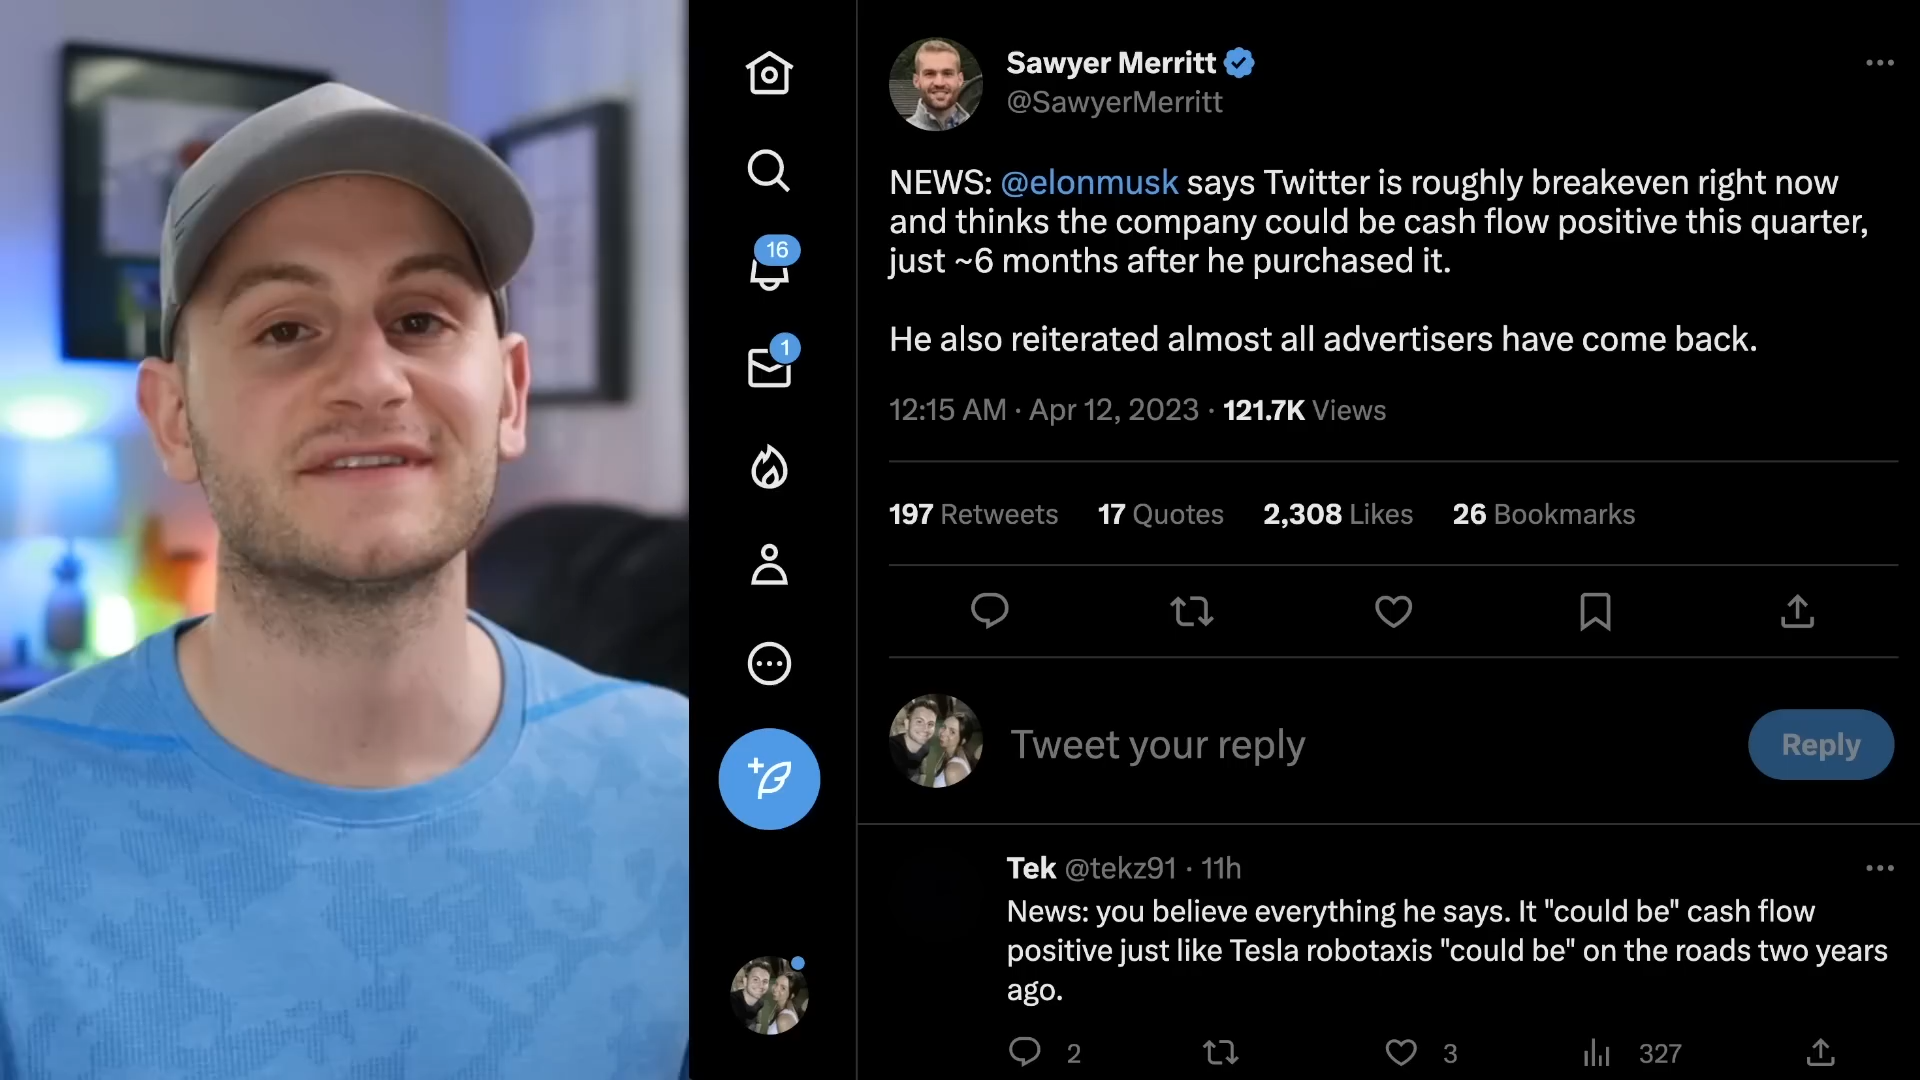 Sawyer Merritt
@SawyerMerritt
NEWS: @elonmusk says Twitter is roughly breakeven right now
and thinks the company could be cash flow positive this quarter,
just ~6 months after he purchased it.
He also reiterated almost all advertisers have come back.
12:15 AM · Apr 12, 2023 · 121.7K Views
197 Retweets 17 Quotes 2,308 Likes 26 Bookmarks
16
1
Tweet your reply
Reply
Tek @tekz91 · 11h
News: you believe everything he says. It "could be" cash flow
positive just like Tesla robotaxis "could be" on the roads two years
ago.
2 3 327